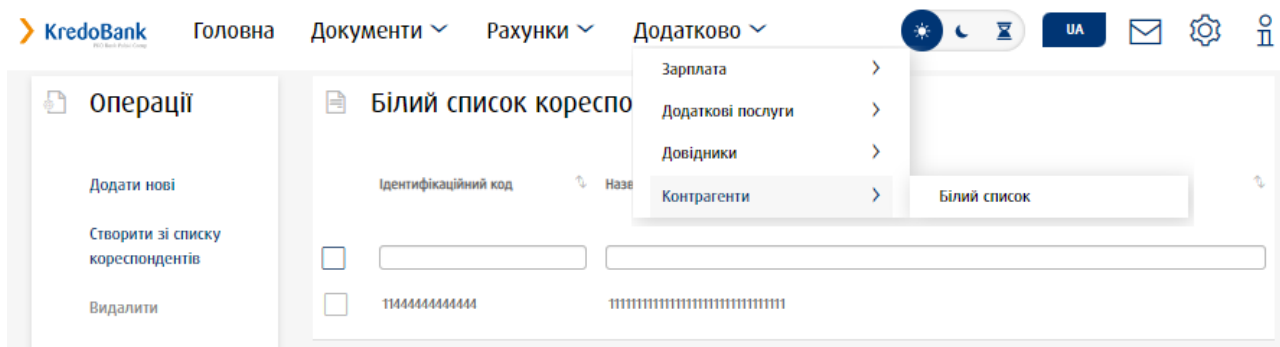 KredoBank Головна Документи Рахунки Додатково UA
Зарплата
Операції Білий список кореспо Додаткові послуги
Довідники
Додати нові Ідентифікаційний код Назв Контрагенти Білий список
Створити зі списку
кореспондентів
Видалити 1144444444444 11111111111111111111111111111111